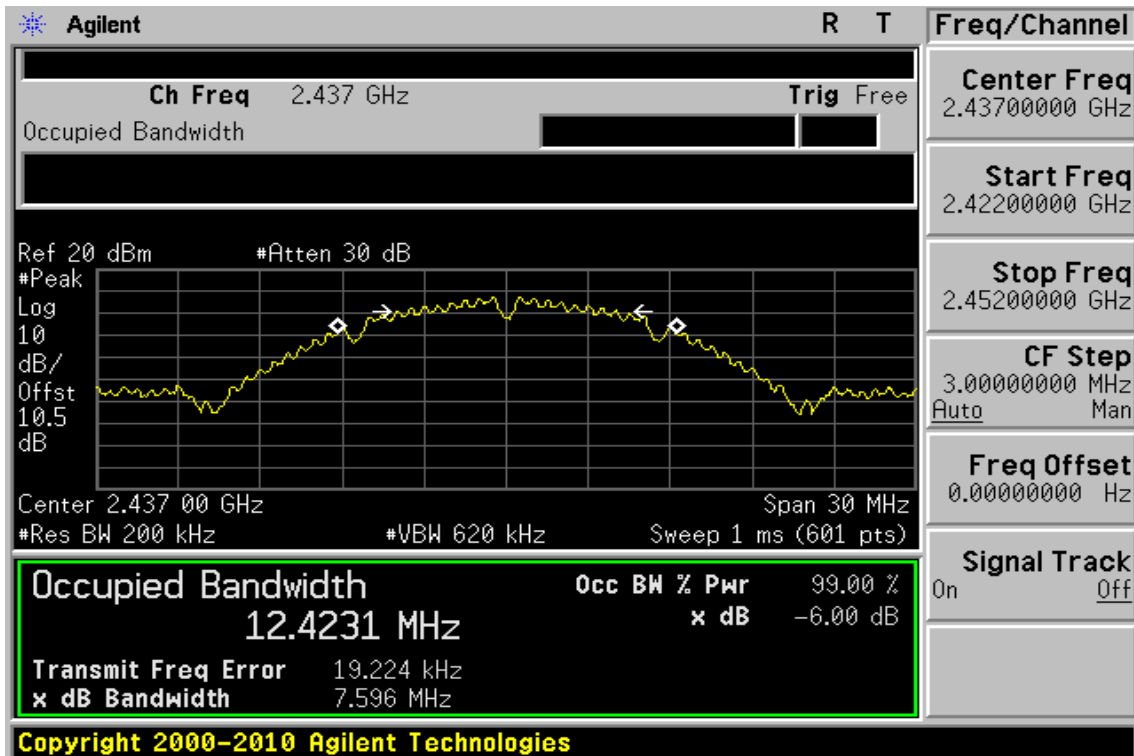 Agilent R T
Ch Freq 2.437 GHz Trig Free
Occupied Bandwidth
Ref 20 dBm #Atten 30 dB
#Peak
Log
10
dB/
Offst
10.5
dB
Center 2.437 00 GHz Span 30 MHz
#Res BW 200 kHz #VBW 620 kHz Sweep 1 ms (601 pts)
Occupied Bandwidth
12.4231 MHz
Occ BW % Pwr 99.00 %
x dB -6.00 dB
Transmit Freq Error 19.224 kHz
x dB Bandwidth 7.596 MHz
Copyright 2000-2010 Agilent Technologies
Freq/Channel
Center Freq
2.43700000 GHz
Start Freq
2.42200000 GHz
Stop Freq
2.45200000 GHz
CF Step
3.00000000 MHz
Auto Man
Freq Offset
0.00000000 Hz
Signal Track
On Off